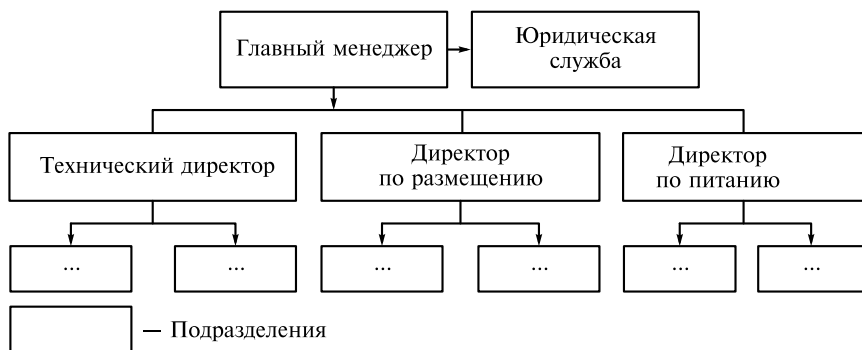 Главный менеджер
Юридическая
служба
Технический директор
Директор
по размещению
Директор
по питанию
...
...
...
...
...
...
— Подразделения